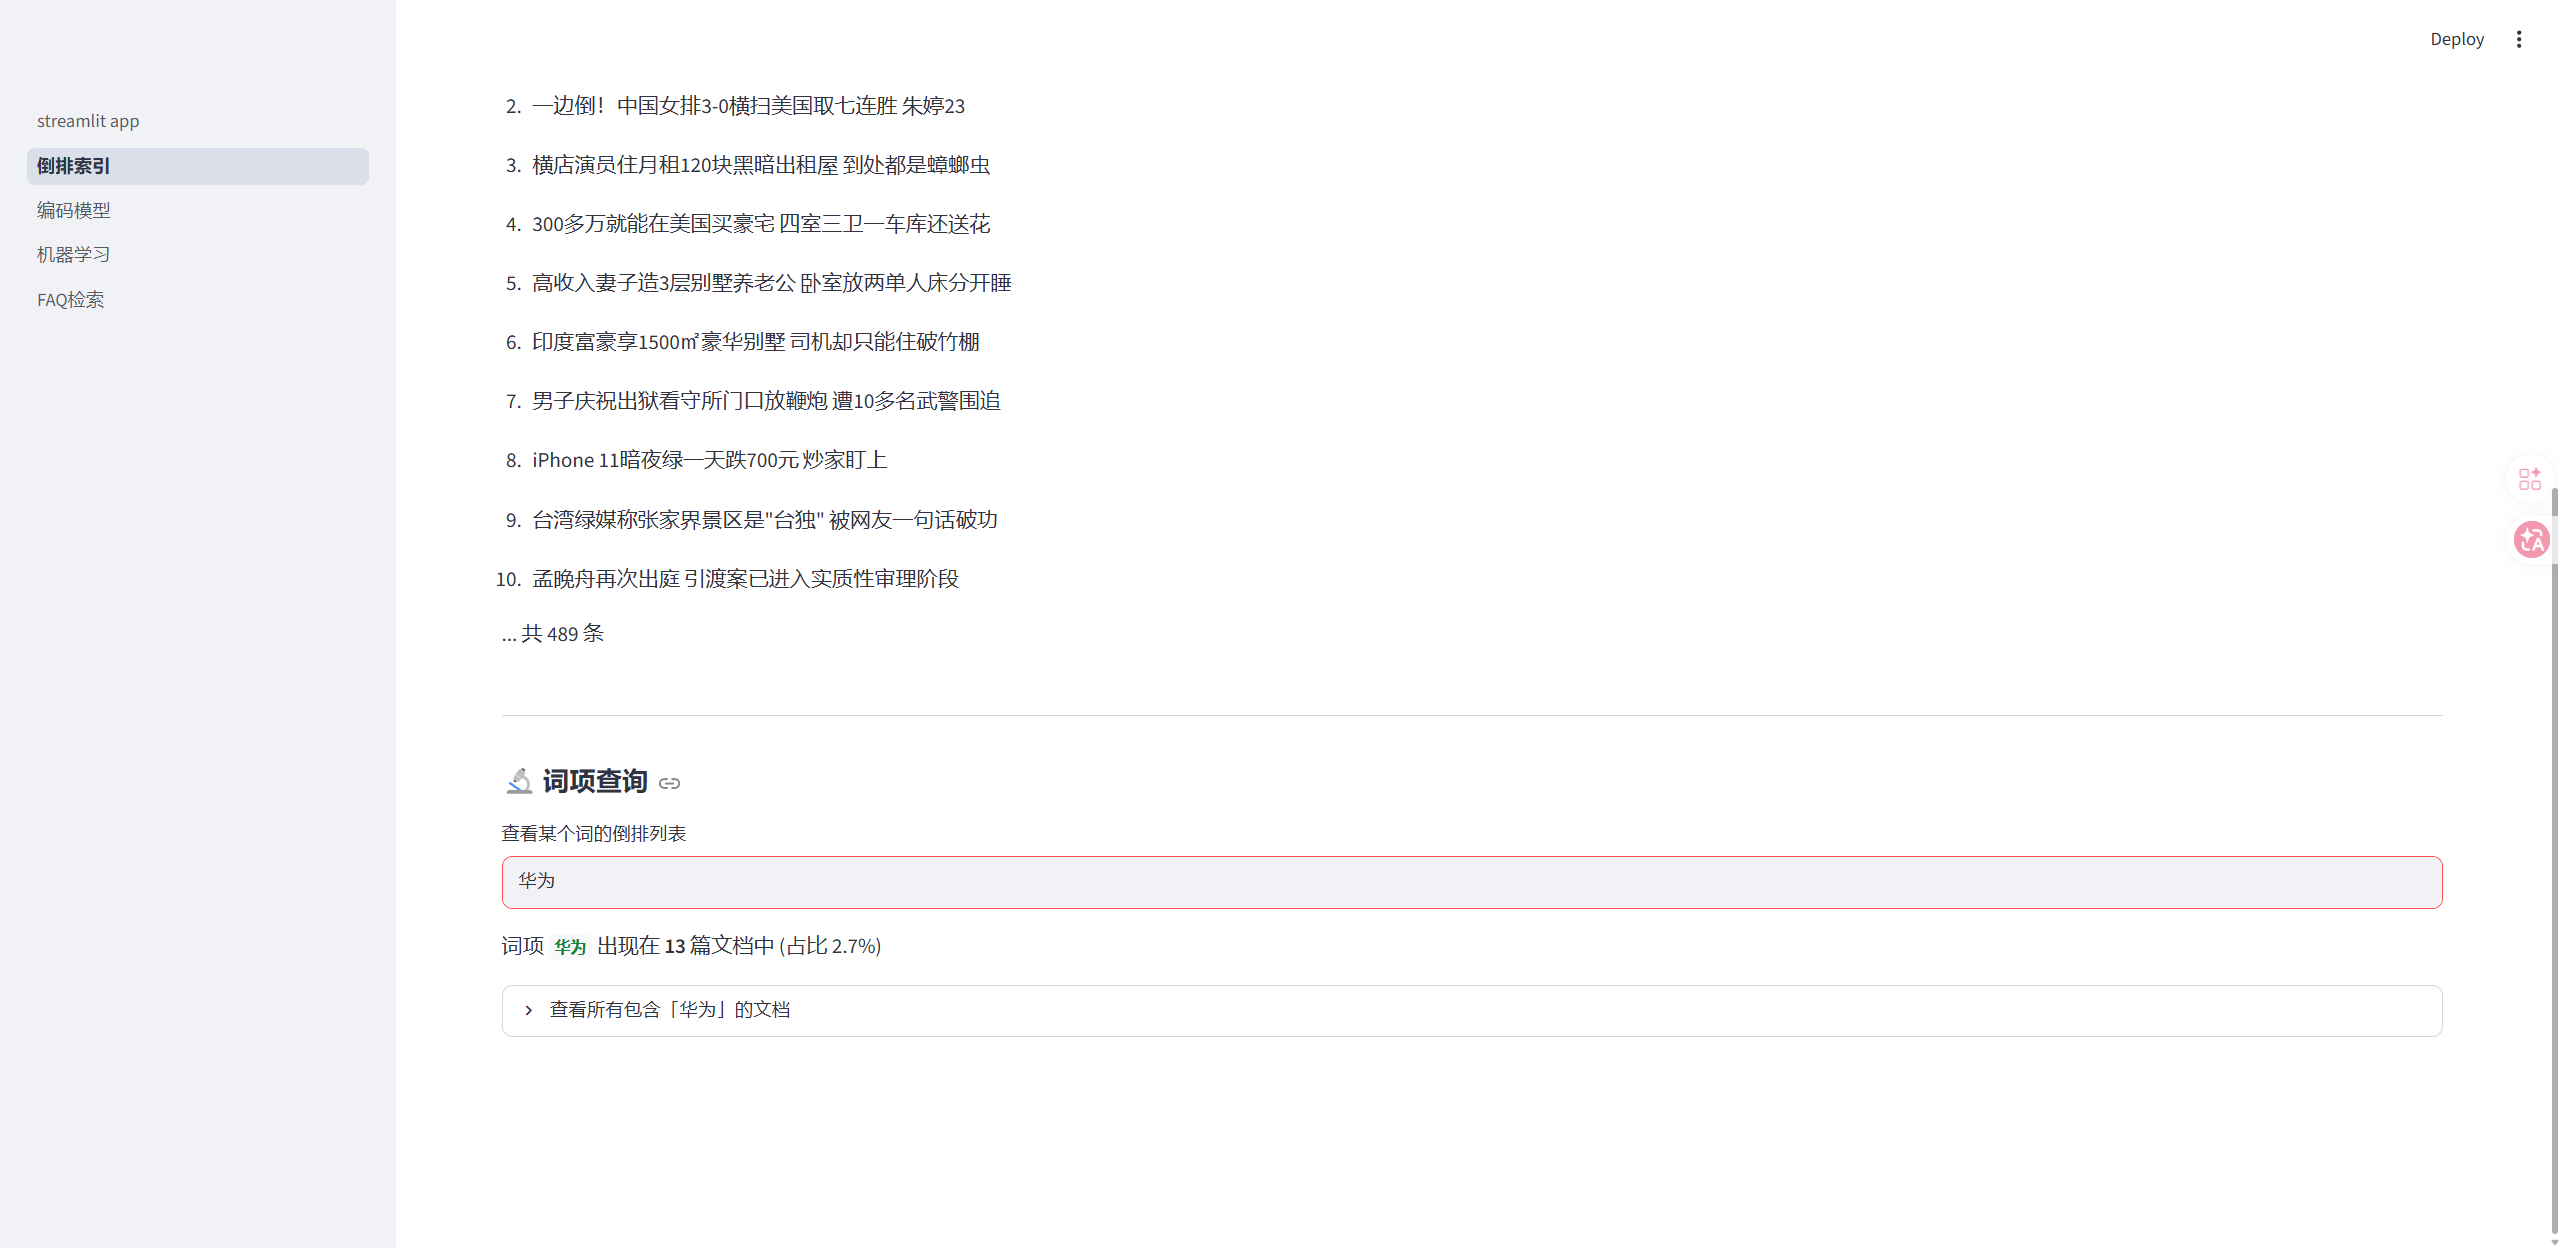 Deploy
streamlit app
倒排索引
编码模型
机器学习
FAQ检索
2. 一边倒！中国女排3-0横扫美国取七连胜 朱婷23
3. 横店演员住月租120块黑暗出租屋 到处都是蟑螂虫
4. 300多万就能在美国买豪宅 四室三卫一车库还送花
5. 高收入妻子造3层别墅养老公 卧室放两单人床分开睡
6. 印度富豪享1500㎡豪华别墅 司机却只能住破竹棚
7. 男子庆祝出狱看守所门口放鞭炮 遭10多名武警围追
8. iPhone 11暗夜绿一天跌700元 炒家盯上
9. 台湾绿媒称张家界景区是"台独" 被网友一句话破功
10. 孟晚舟再次出庭 引渡案已进入实质性审理阶段
... 共 489 条
词项查询
查看某个词的倒排列表
华为
词项 华为 出现在 13 篇文档中 (占比 2.7%)
查看所有包含「华为」的文档